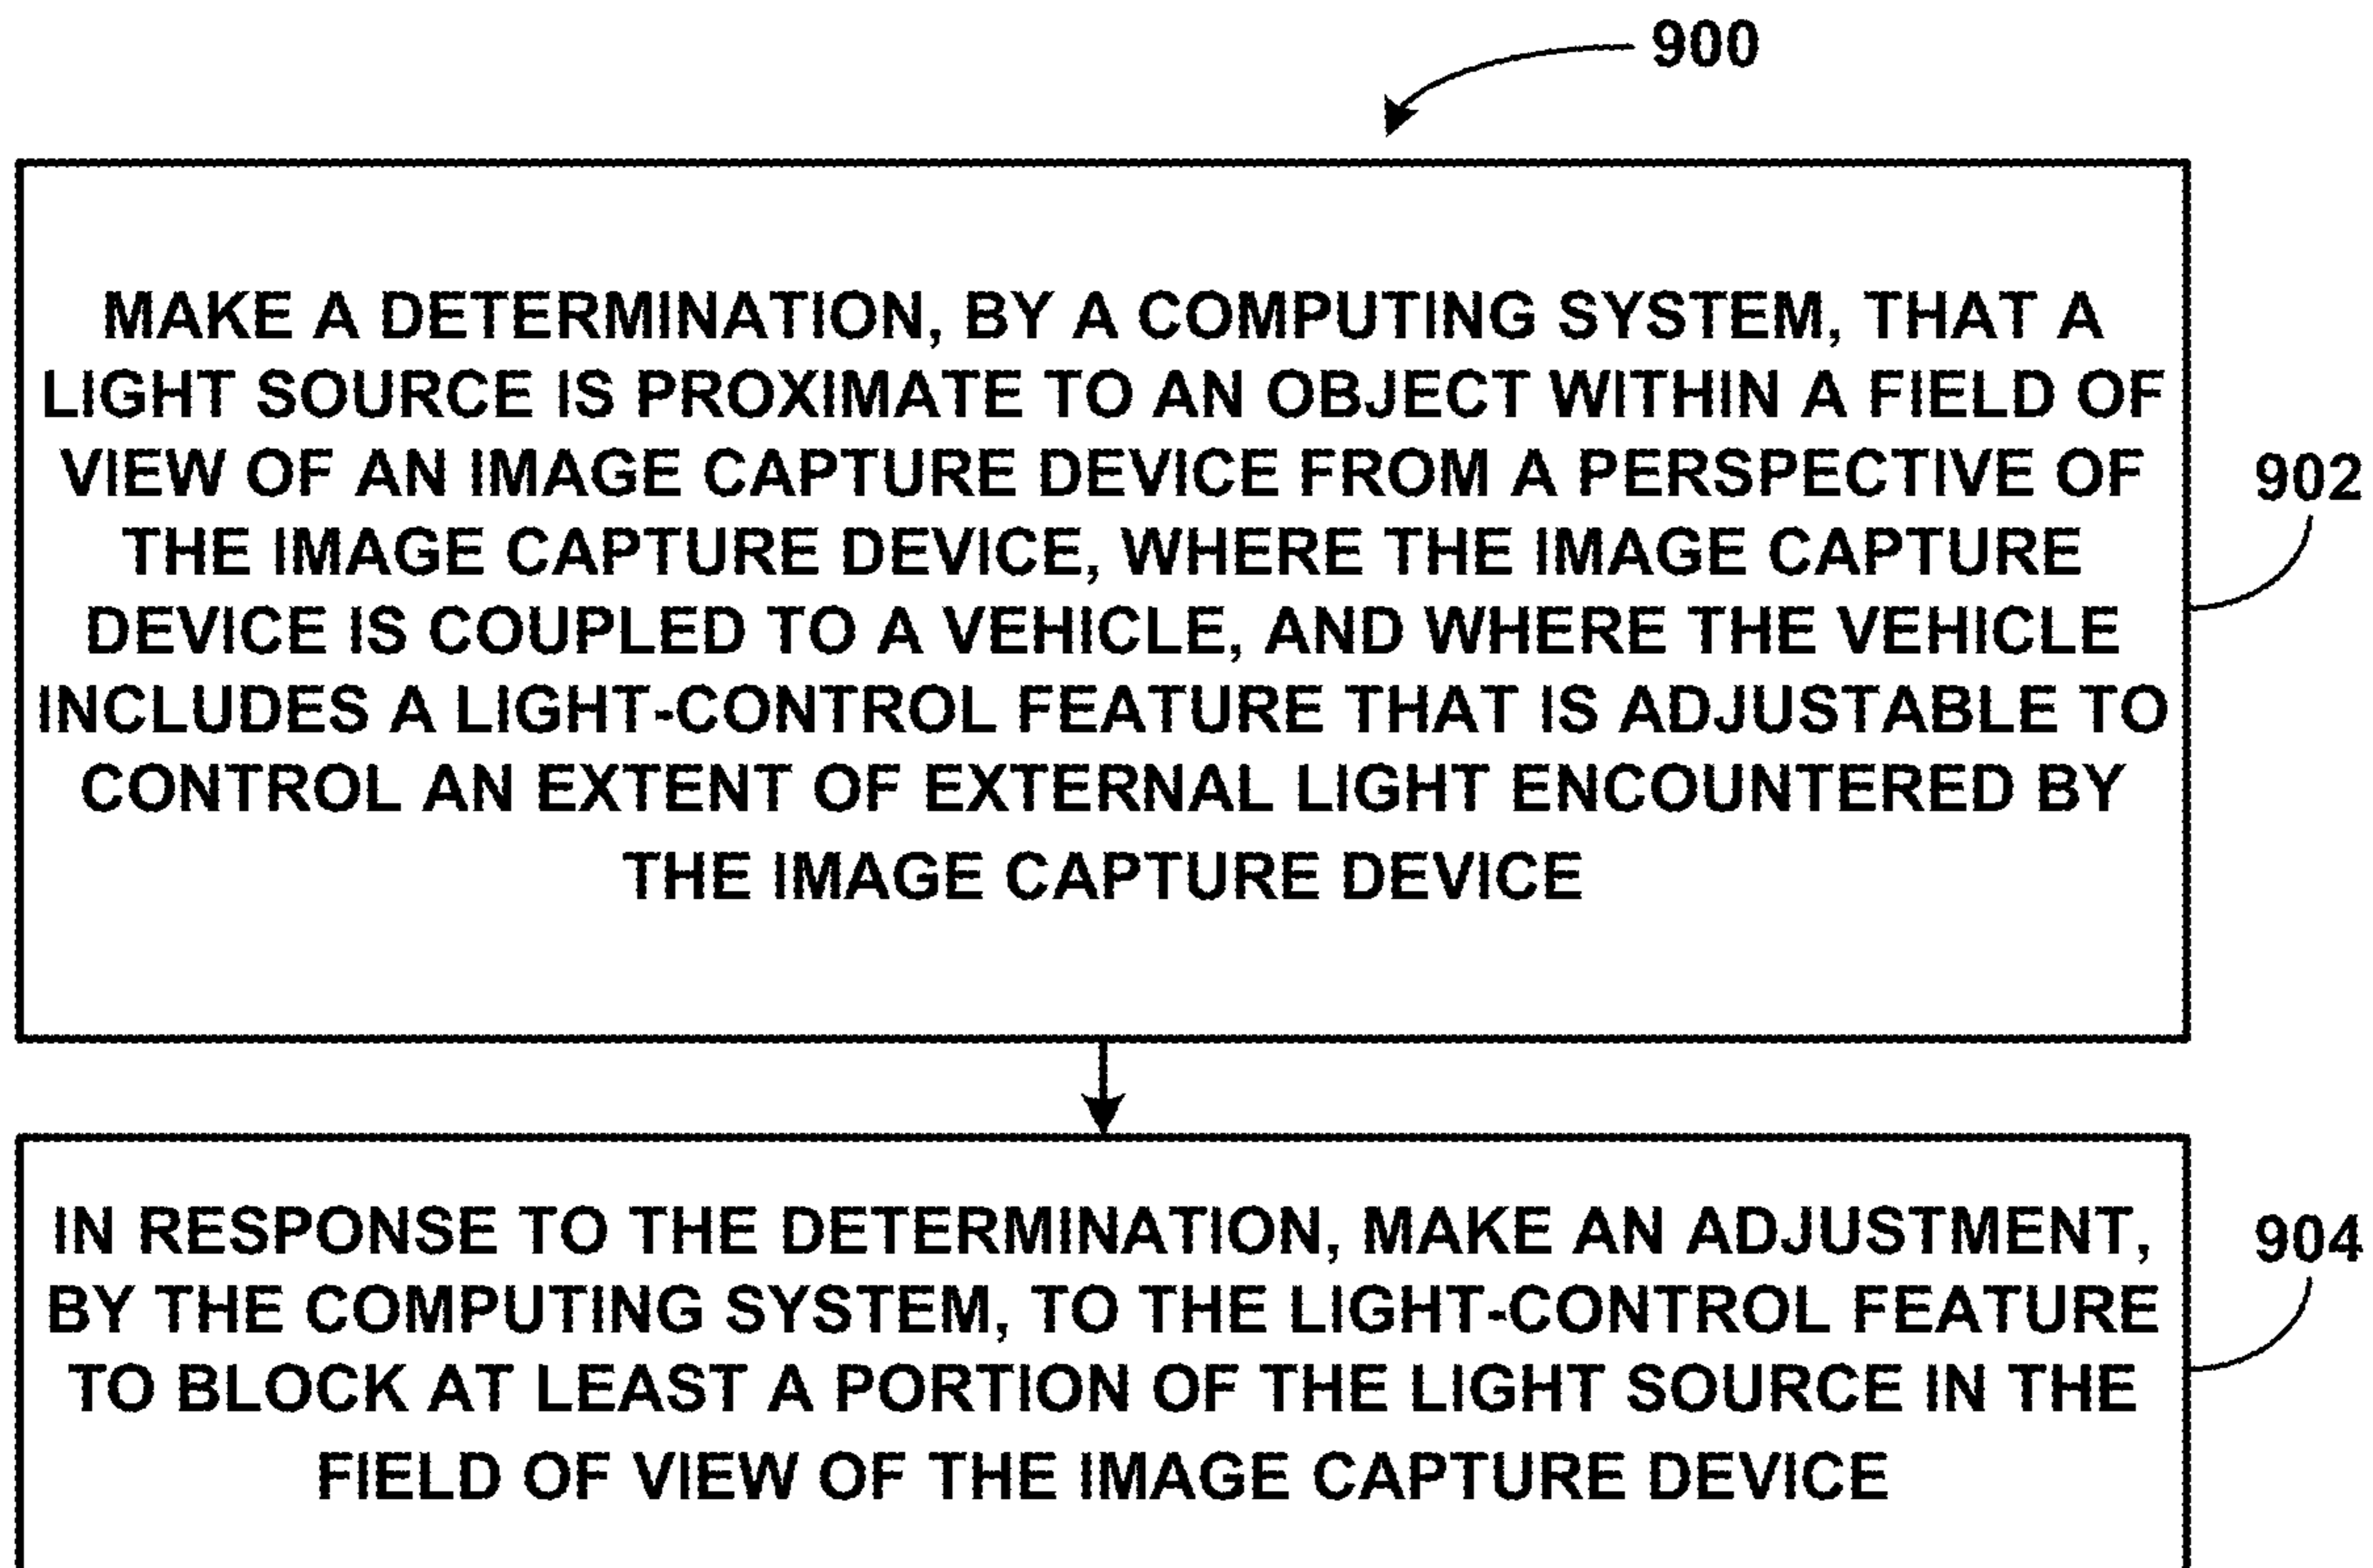 900
MAKE A DETERMINATION, BY A COMPUTING SYSTEM, THAT A
LIGHT SOURCE IS PROXIMATE TO AN OBJECT WITHIN A FIELD OF
VIEW OF AN IMAGE CAPTURE DEVICE FROM A PERSPECTIVE OF
THE IMAGE CAPTURE DEVICE, WHERE THE IMAGE CAPTURE
DEVICE IS COUPLED TO A VEHICLE, AND WHERE THE VEHICLE
INCLUDES A LIGHT-CONTROL FEATURE THAT IS ADJUSTABLE TO
CONTROL AN EXTENT OF EXTERNAL LIGHT ENCOUNTERED BY
THE IMAGE CAPTURE DEVICE
902
IN RESPONSE TO THE DETERMINATION, MAKE AN ADJUSTMENT,
BY THE COMPUTING SYSTEM, TO THE LIGHT-CONTROL FEATURE
TO BLOCK AT LEAST A PORTION OF THE LIGHT SOURCE IN THE
FIELD OF VIEW OF THE IMAGE CAPTURE DEVICE
904